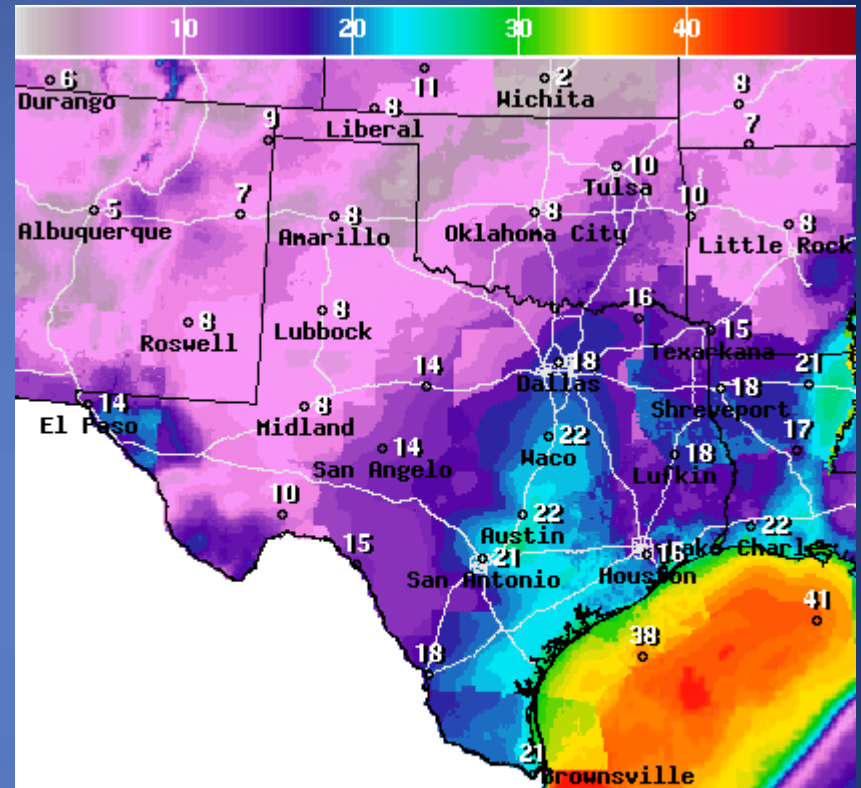 10 20 30 40
6 11 2 8
Durango Wichita
8
Liberal
9 7
10
Tulsa
5 7 8 8 10 8
Albuquerque Amarillo Oklahoma City Little Rock
8 8 16 15
Roswell Lubbock Texarkana
14 18 18 21
Dallas
14 8 Shreveport
El Paso Midland
14 22 18 17
San Angelo Waco Lufkin
10 22 22
Austin Lake Charles
15 21 16
San Antonio Houston
41
38
18
21
Brownsville